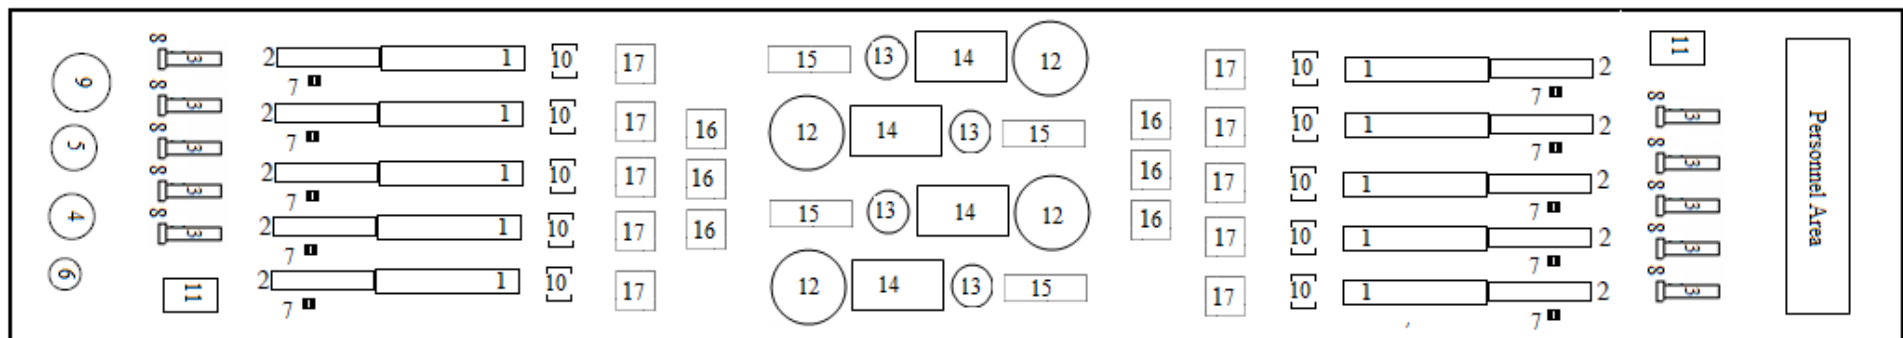 8 3 2 1 10 17 15 13 14 12 17 10 1 2 11
9 7 7
8 3 2 1 10 17 16 12 14 13 15 16 17 10 1 2 8 3
7 7
5 8 3 2 1 10 17 16 16 17 10 1 2 8 3
8 3 7 7
4 8 3 2 1 10 17 16 15 13 14 12 16 17 10 1 2 8 3
7 7 8 3
6 11 2 1 10 17 12 14 13 15 17 10 1 2 8 3
7 7
Personnel Area